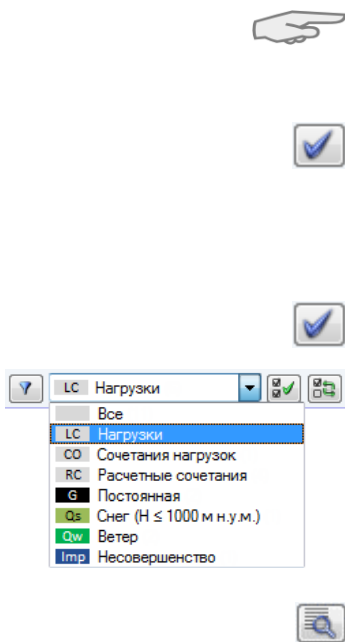 LC Нагрузки
Все
LC Нагрузки
CO Сочетания нагрузок
RC Расчетные сочетания
G Постоянная
Qs Снег (H ≤ 1000 м н.у.м.)
Qw Ветер
Imp Несовершенство